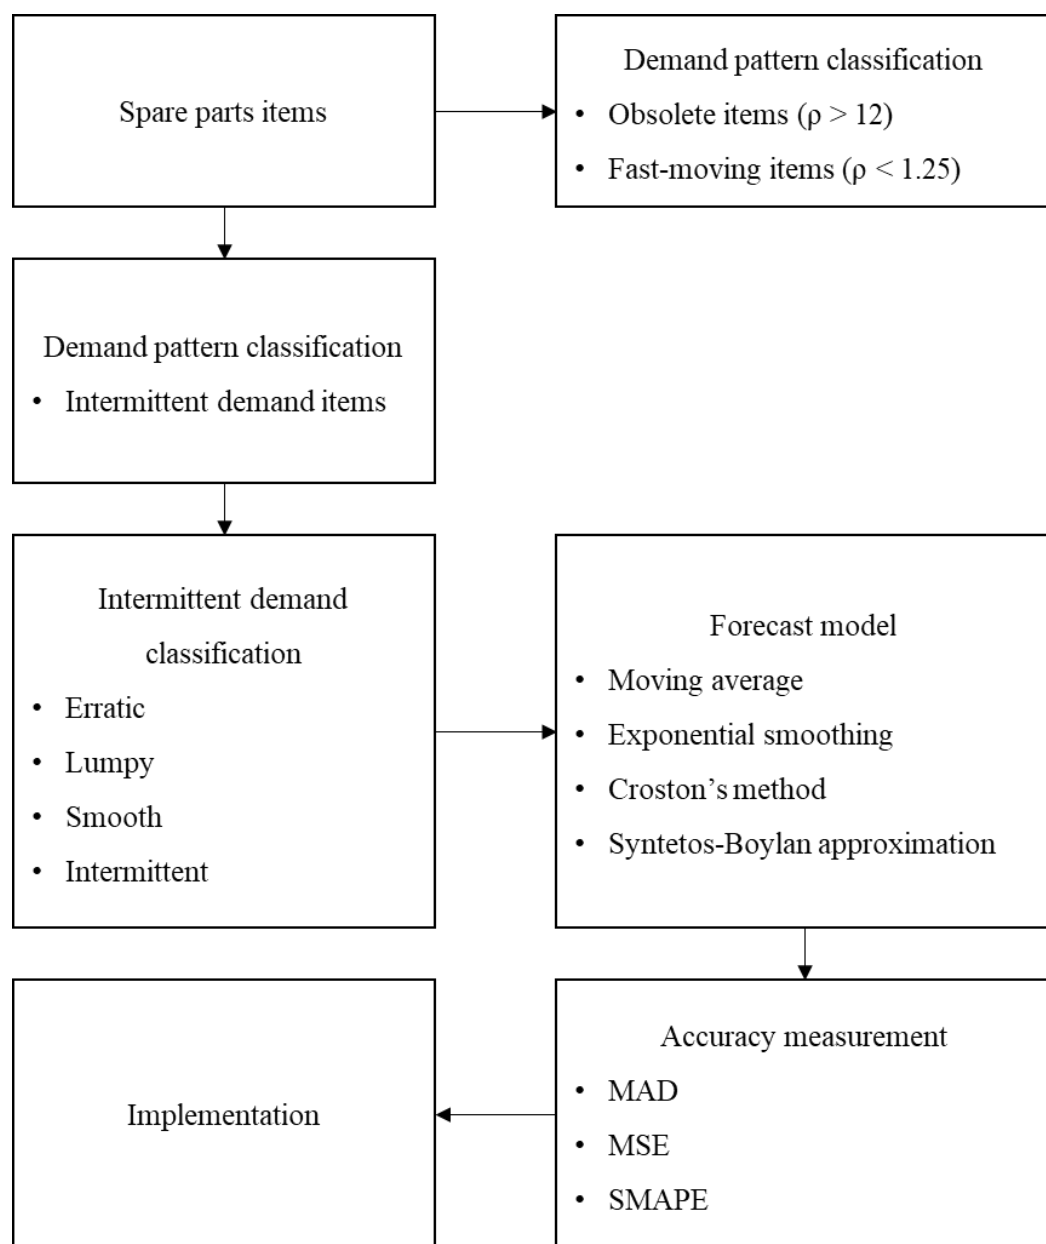 Spare parts items
Demand pattern classification
• Obsolete items (ρ > 12)
• Fast-moving items (ρ < 1.25)
Demand pattern classification
• Intermittent demand items
Intermittent demand
classification
• Erratic
• Lumpy
• Smooth
• Intermittent
Forecast model
• Moving average
• Exponential smoothing
• Croston’s method
• Syntetos-Boylan approximation
Accuracy measurement
• MAD
• MSE
• SMAPE
Implementation